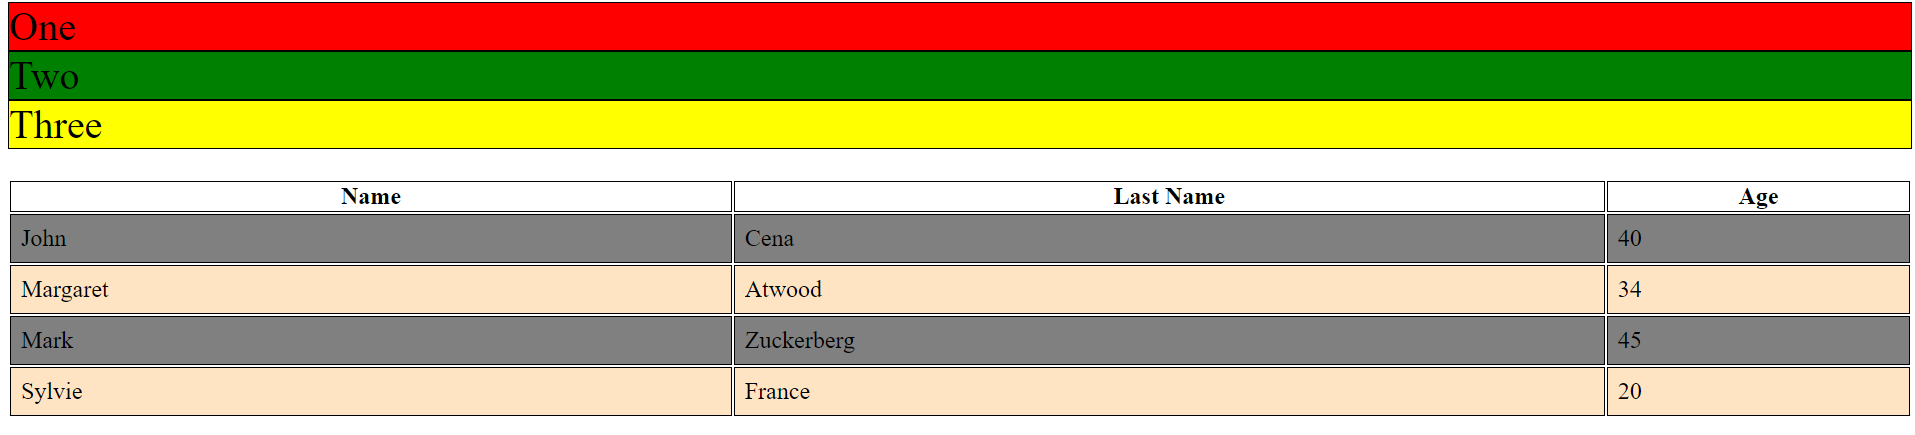 One
Two
Three
Name Last Name Age
John Cena 40
Margaret Atwood 34
Mark Zuckerberg 45
Sylvie France 20